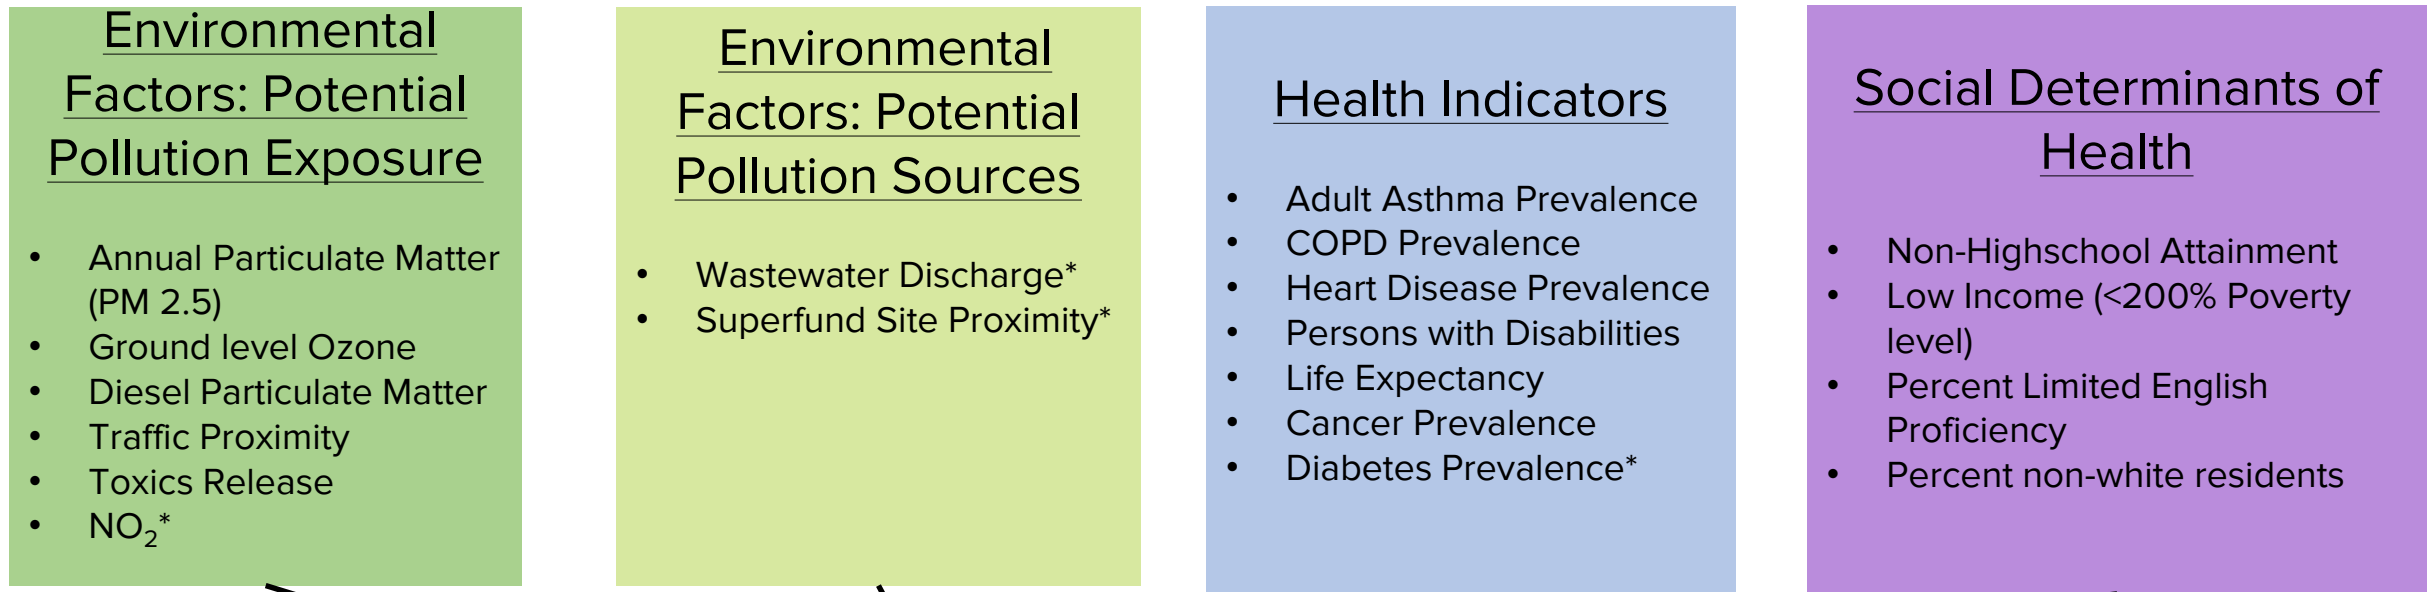 Environmental
Factors: Potential
Pollution Exposure
• Annual Particulate Matter
(PM 2.5)
• Ground level Ozone
• Diesel Particulate Matter
• Traffic Proximity
• Toxics Release
• NO₂*
Environmental
Factors: Potential
Pollution Sources
• Wastewater Discharge*
• Superfund Site Proximity*
Health Indicators
• Adult Asthma Prevalence
• COPD Prevalence
• Heart Disease Prevalence
• Persons with Disabilities
• Life Expectancy
• Cancer Prevalence
• Diabetes Prevalence*
Social Determinants of
Health
• Non-Highschool Attainment
• Low Income (<200% Poverty
level)
• Percent Limited English
Proficiency
• Percent non-white residents